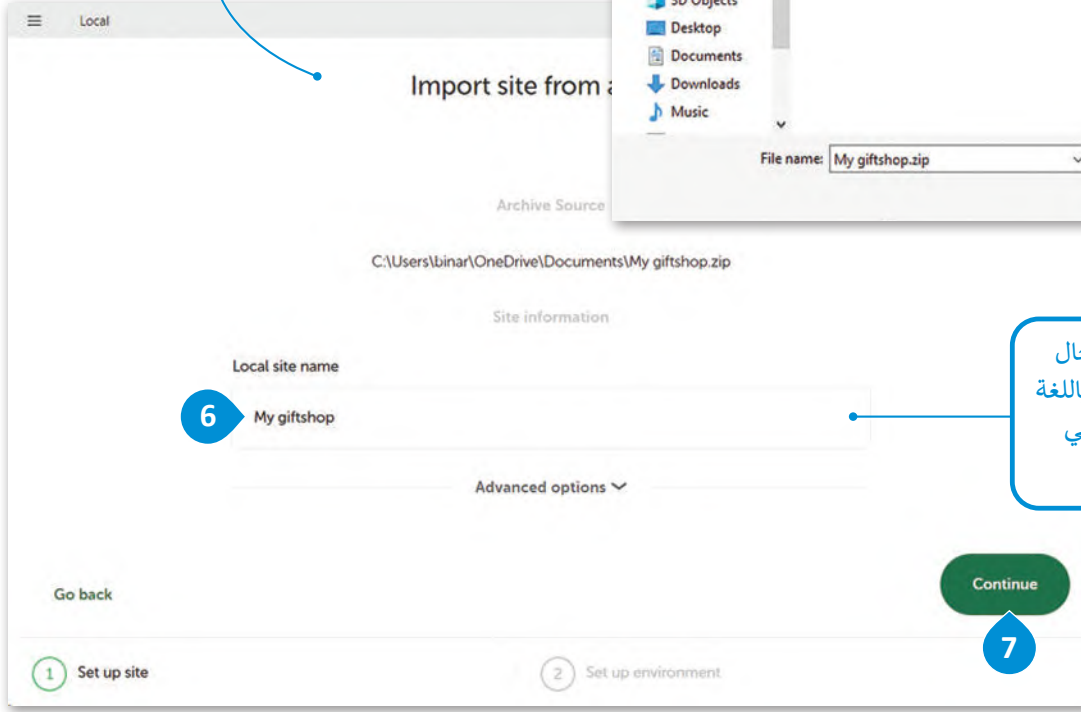 3D Objects
Desktop
Documents
Downloads
Music
File name: My giftshop.zip
Local
Import site from a
Archive Source
C:\Users\binar\OneDrive\Documents\My giftshop.zip
Site information
Local site name
6 My giftshop
باللغة
Advanced options
Go back
Continue
7
1 Set up site
2 Set up environment